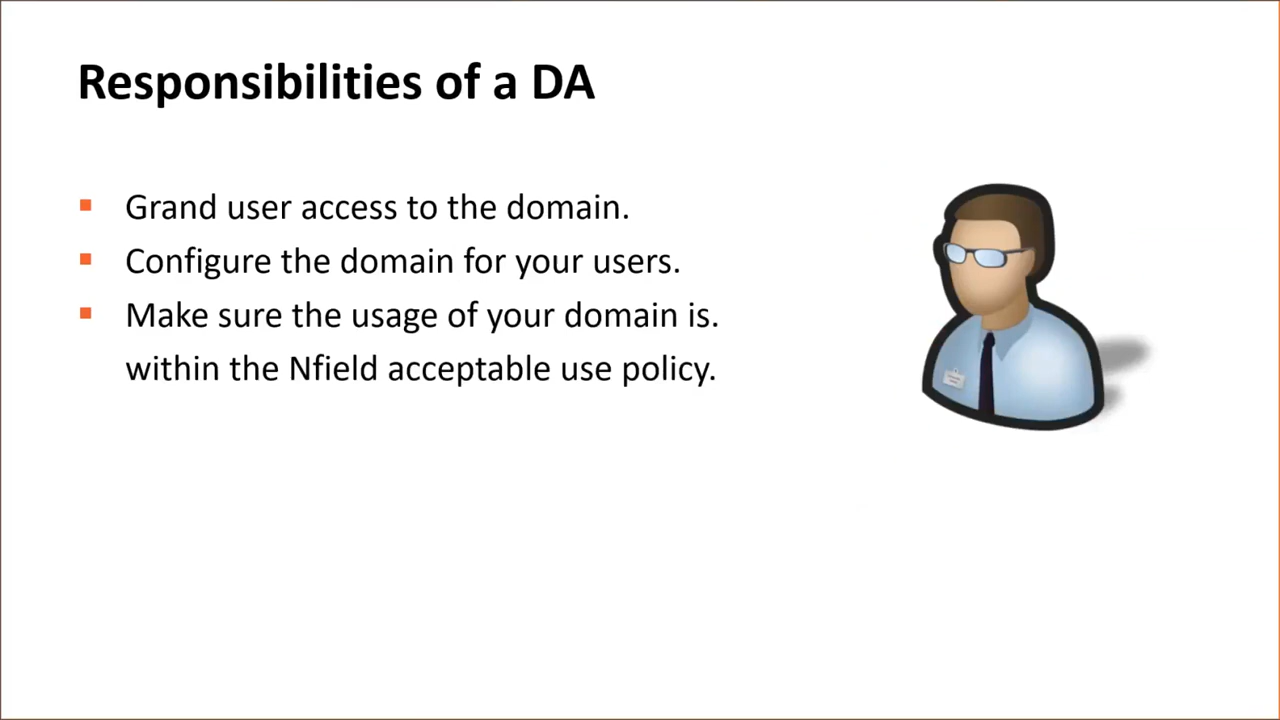 Responsibilities of a DA
Grand user access to the domain.
Configure the domain for your users.
Make sure the usage of your domain is.
within the Nfield acceptable use policy.